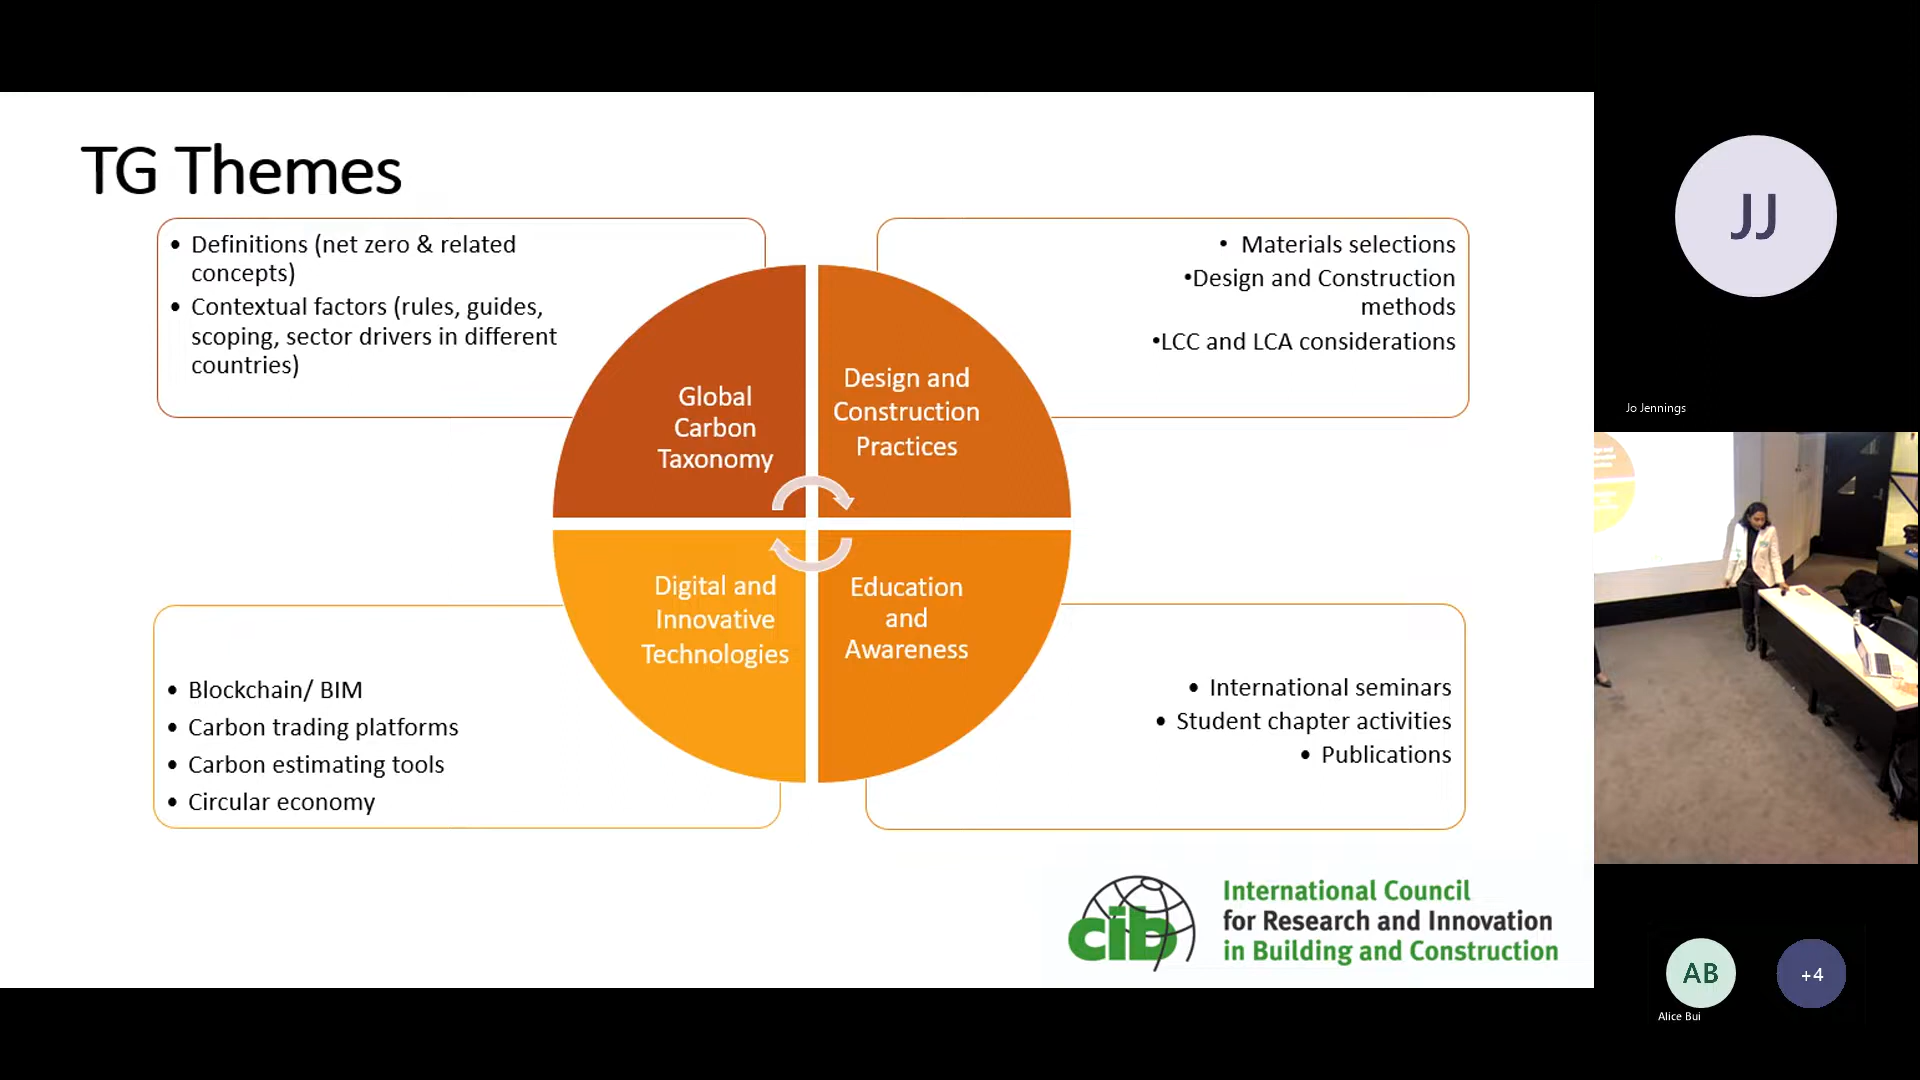 TG Themes
• Definitions (net zero & related
concepts)
• Contextual factors (rules, guides,
scoping, sector drivers in different
countries)
• Materials selections
•Design and Construction
methods
•LCC and LCA considerations
Global
Carbon
Taxonomy
Design and
Construction
Practices
Digital and
Innovative
Technologies
Education
and
Awareness
• Blockchain/ BIM
• Carbon trading platforms
• Carbon estimating tools
• Circular economy
• International seminars
• Student chapter activities
• Publications
cib
International Council
for Research and Innovation
in Building and Construction
JJ
Jo Jennings
AB
Alice Bui
+4